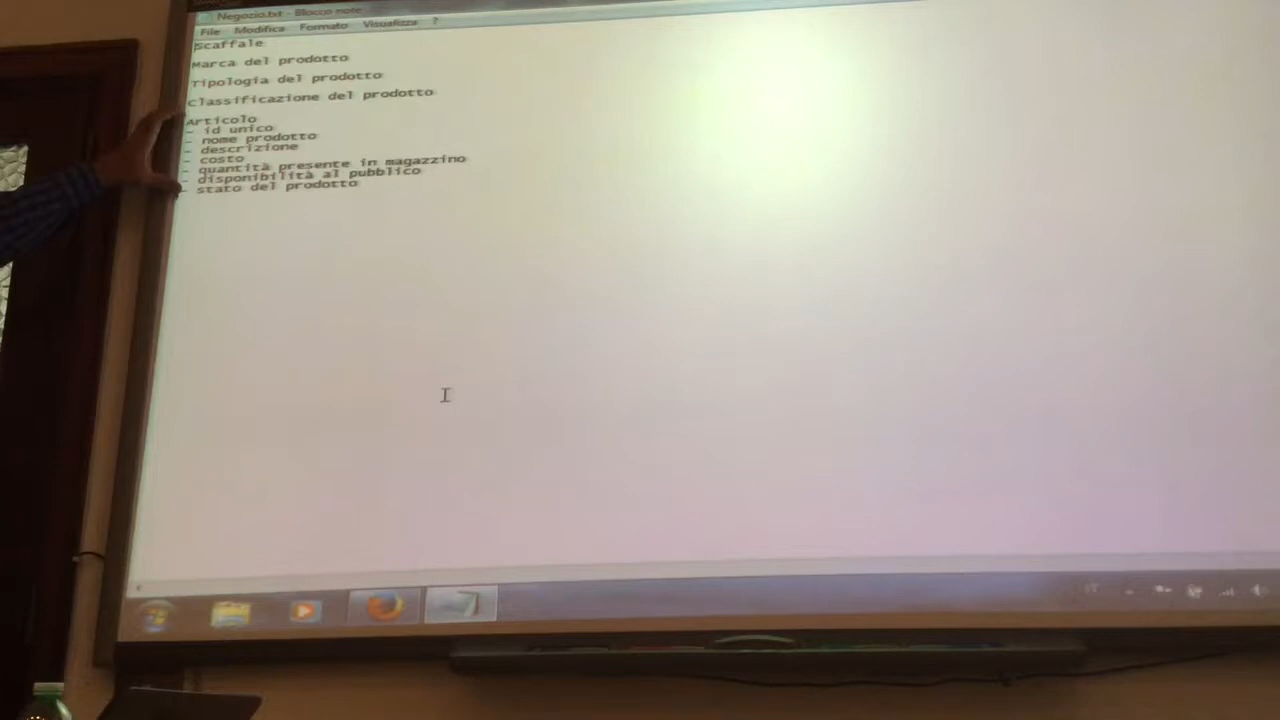 Negozio.txt - Blocco note
File Modifica Formato Visualizza ?
Scaffale
Marca del prodotto
Tipologia del prodotto
Classificazione del prodotto
Articolo
- id unico
- nome prodotto
- descrizione
- costo
- quantità presente in magazzino
- disponibilità al pubblico
- stato del prodotto